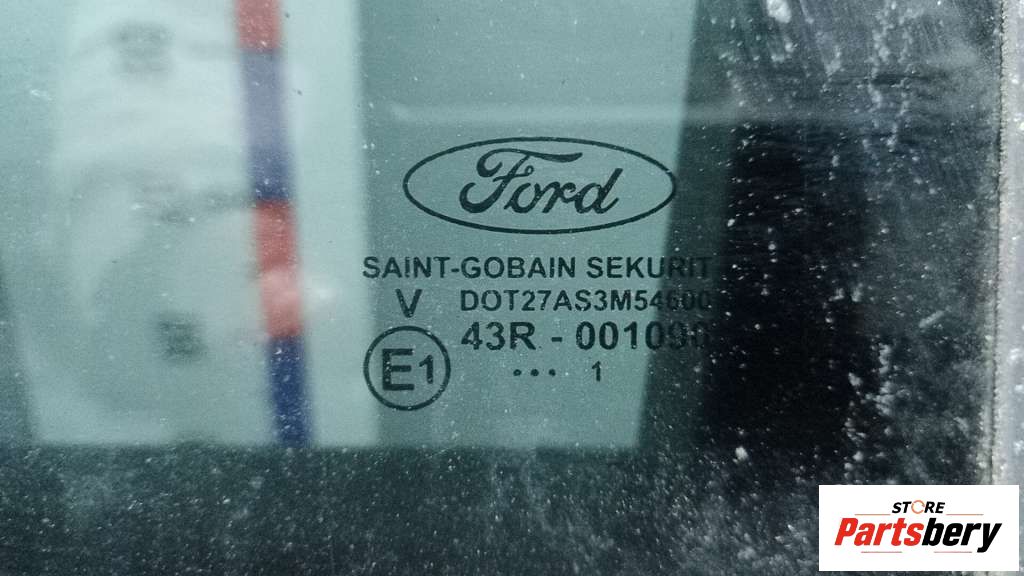 Ford
SAINT-GOBAIN SEKURIT
V DOT27AS3M54600
43R - 001090
E1 ••• 1
STORE
Partsbery